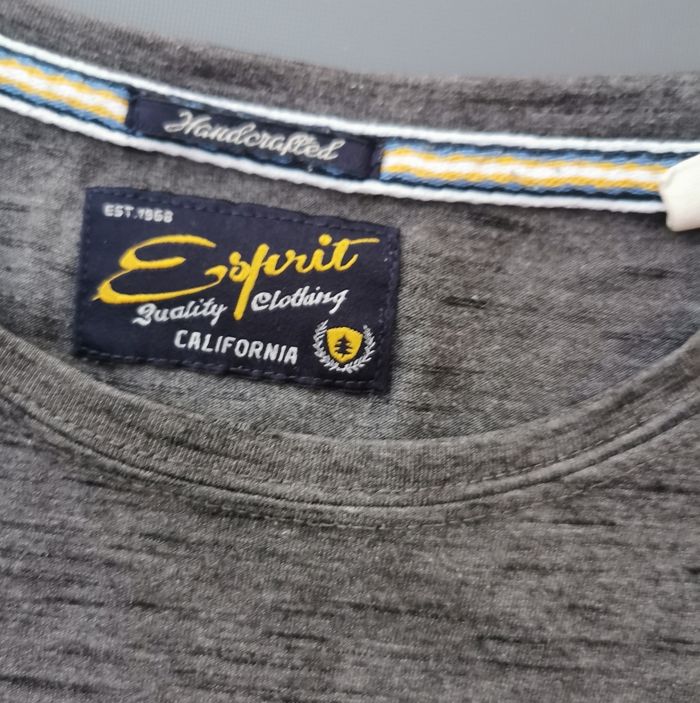 Handcrafted
EST.1968
Esprit
Quality Clothing
CALIFORNIA